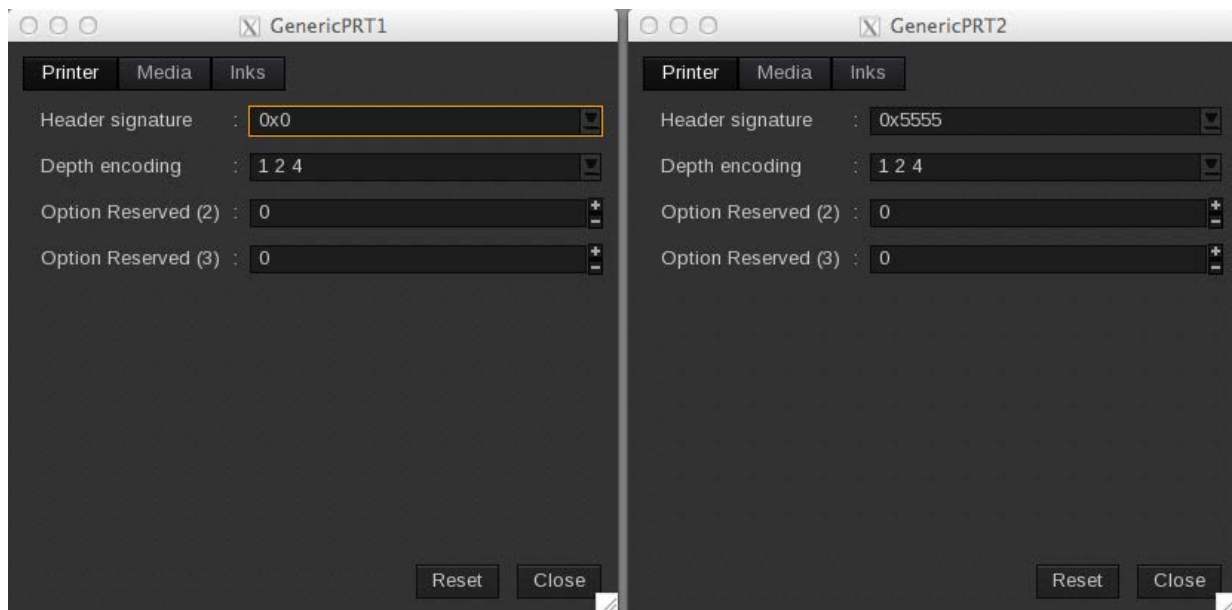 GenericPRT1
Printer Media Inks
Header signature : 0x0
Depth encoding : 1 2 4
Option Reserved (2) : 0
Option Reserved (3) : 0
Reset Close
GenericPRT2
Printer Media Inks
Header signature : 0x5555
Depth encoding : 1 2 4
Option Reserved (2) : 0
Option Reserved (3) : 0
Reset Close